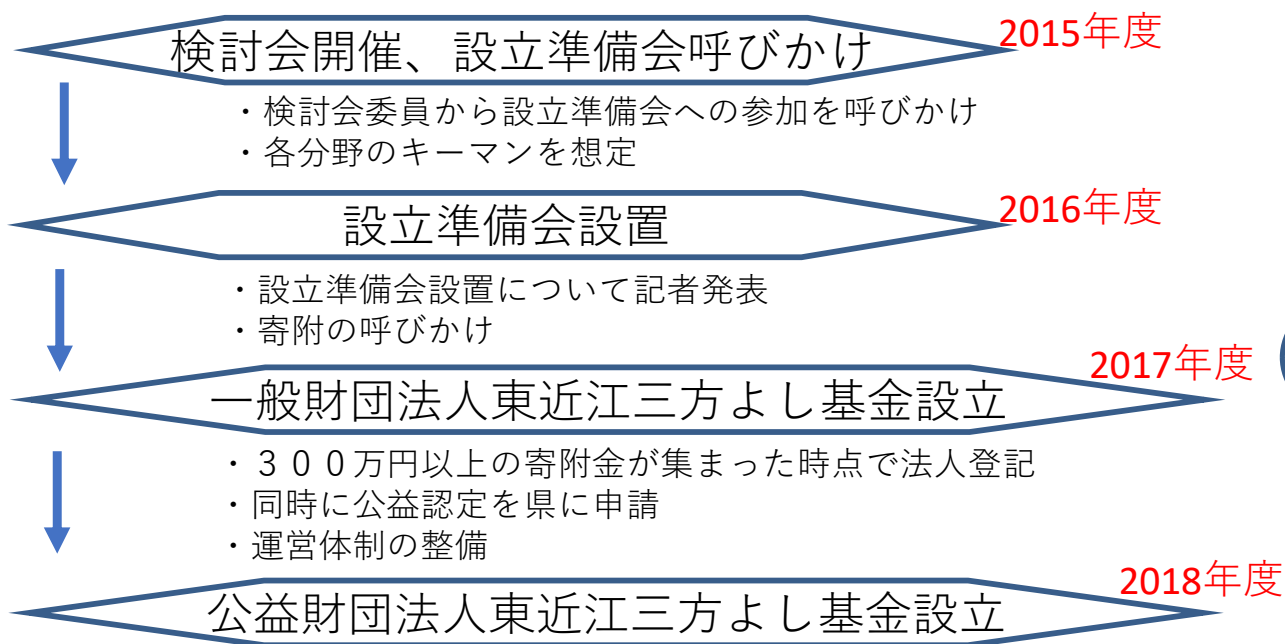 検討会開催、設立準備会呼びかけ
2015年度
・検討会委員から設立準備会への参加を呼びかけ
・各分野のキーマンを想定
設立準備会設置
2016年度
・設立準備会設置について記者発表
・寄附の呼びかけ
2017年度
一般財団法人東近江三方よし基金設立
・３００万円以上の寄附金が集まった時点で法人登記
・同時に公益認定を県に申請
・運営体制の整備
2018年度
公益財団法人東近江三方よし基金設立